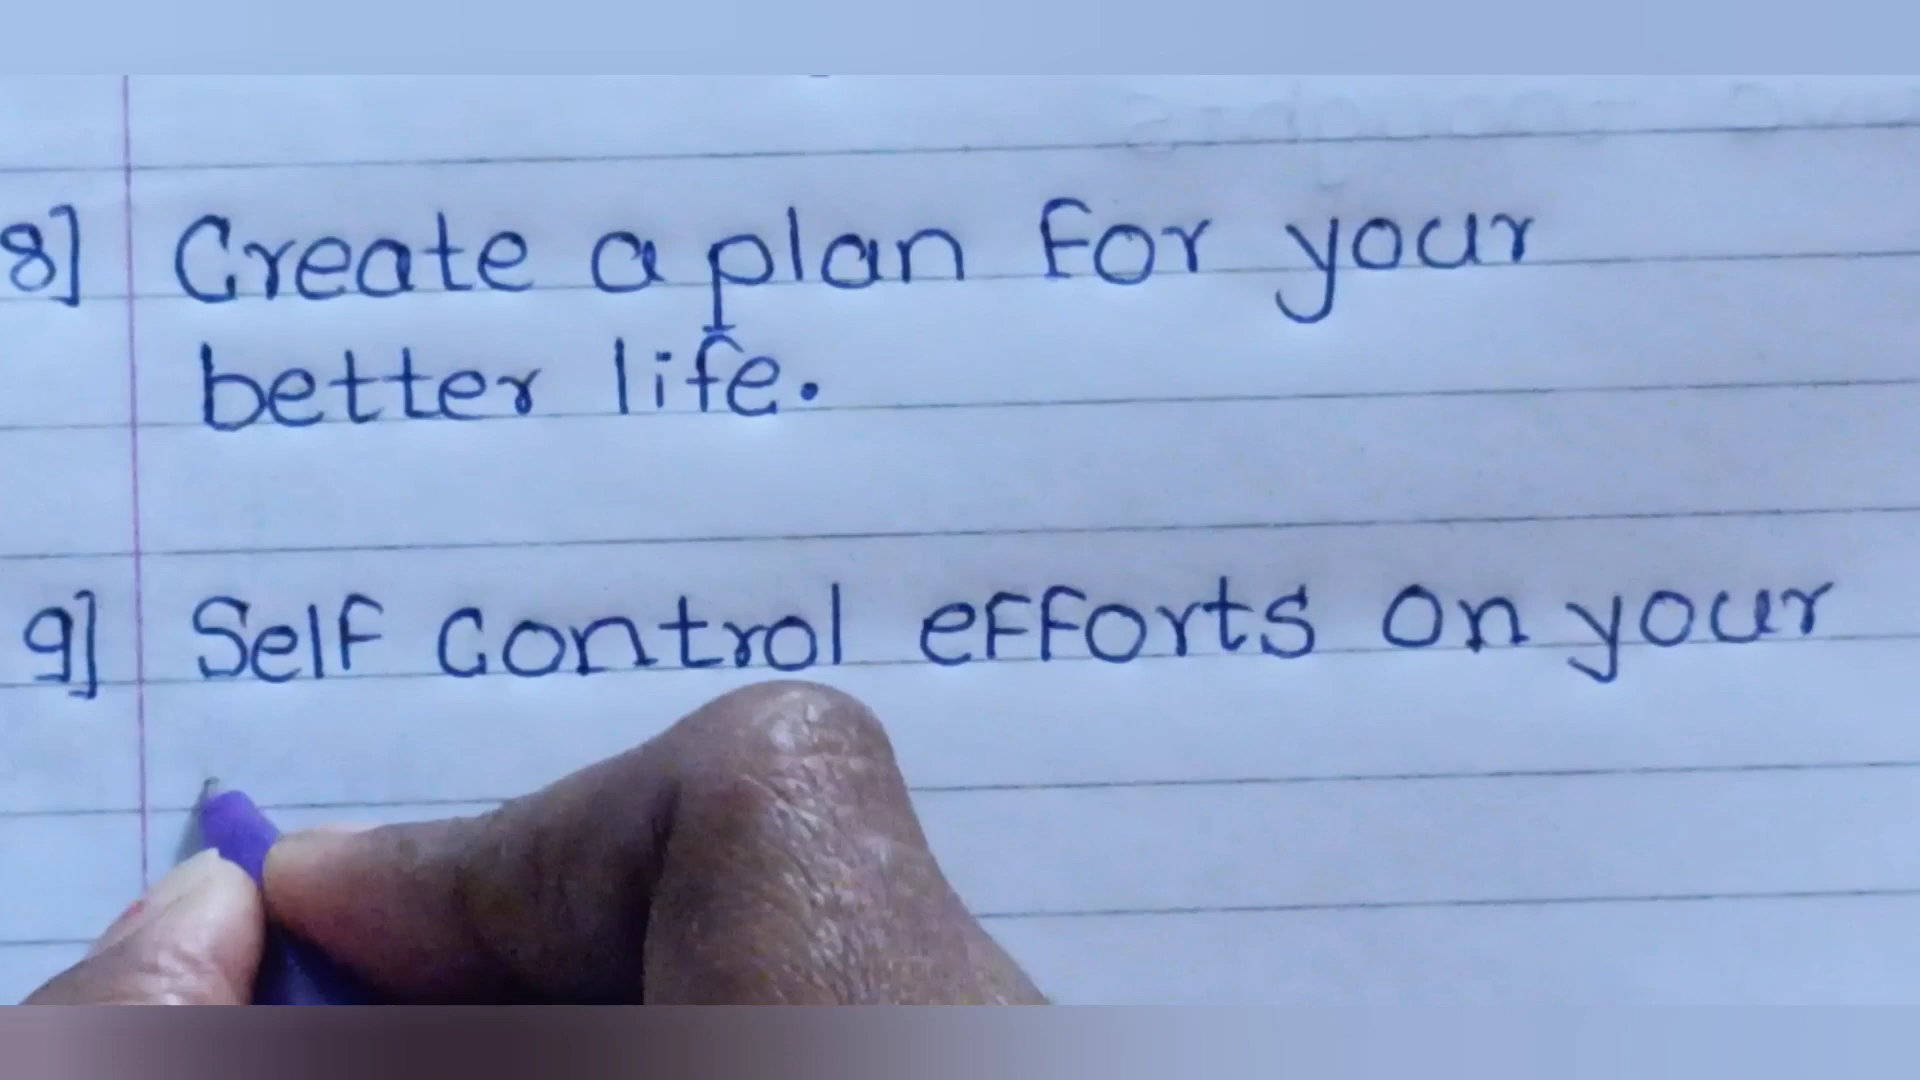 8] Create a plan for your
better life.
9] Self control efforts on your